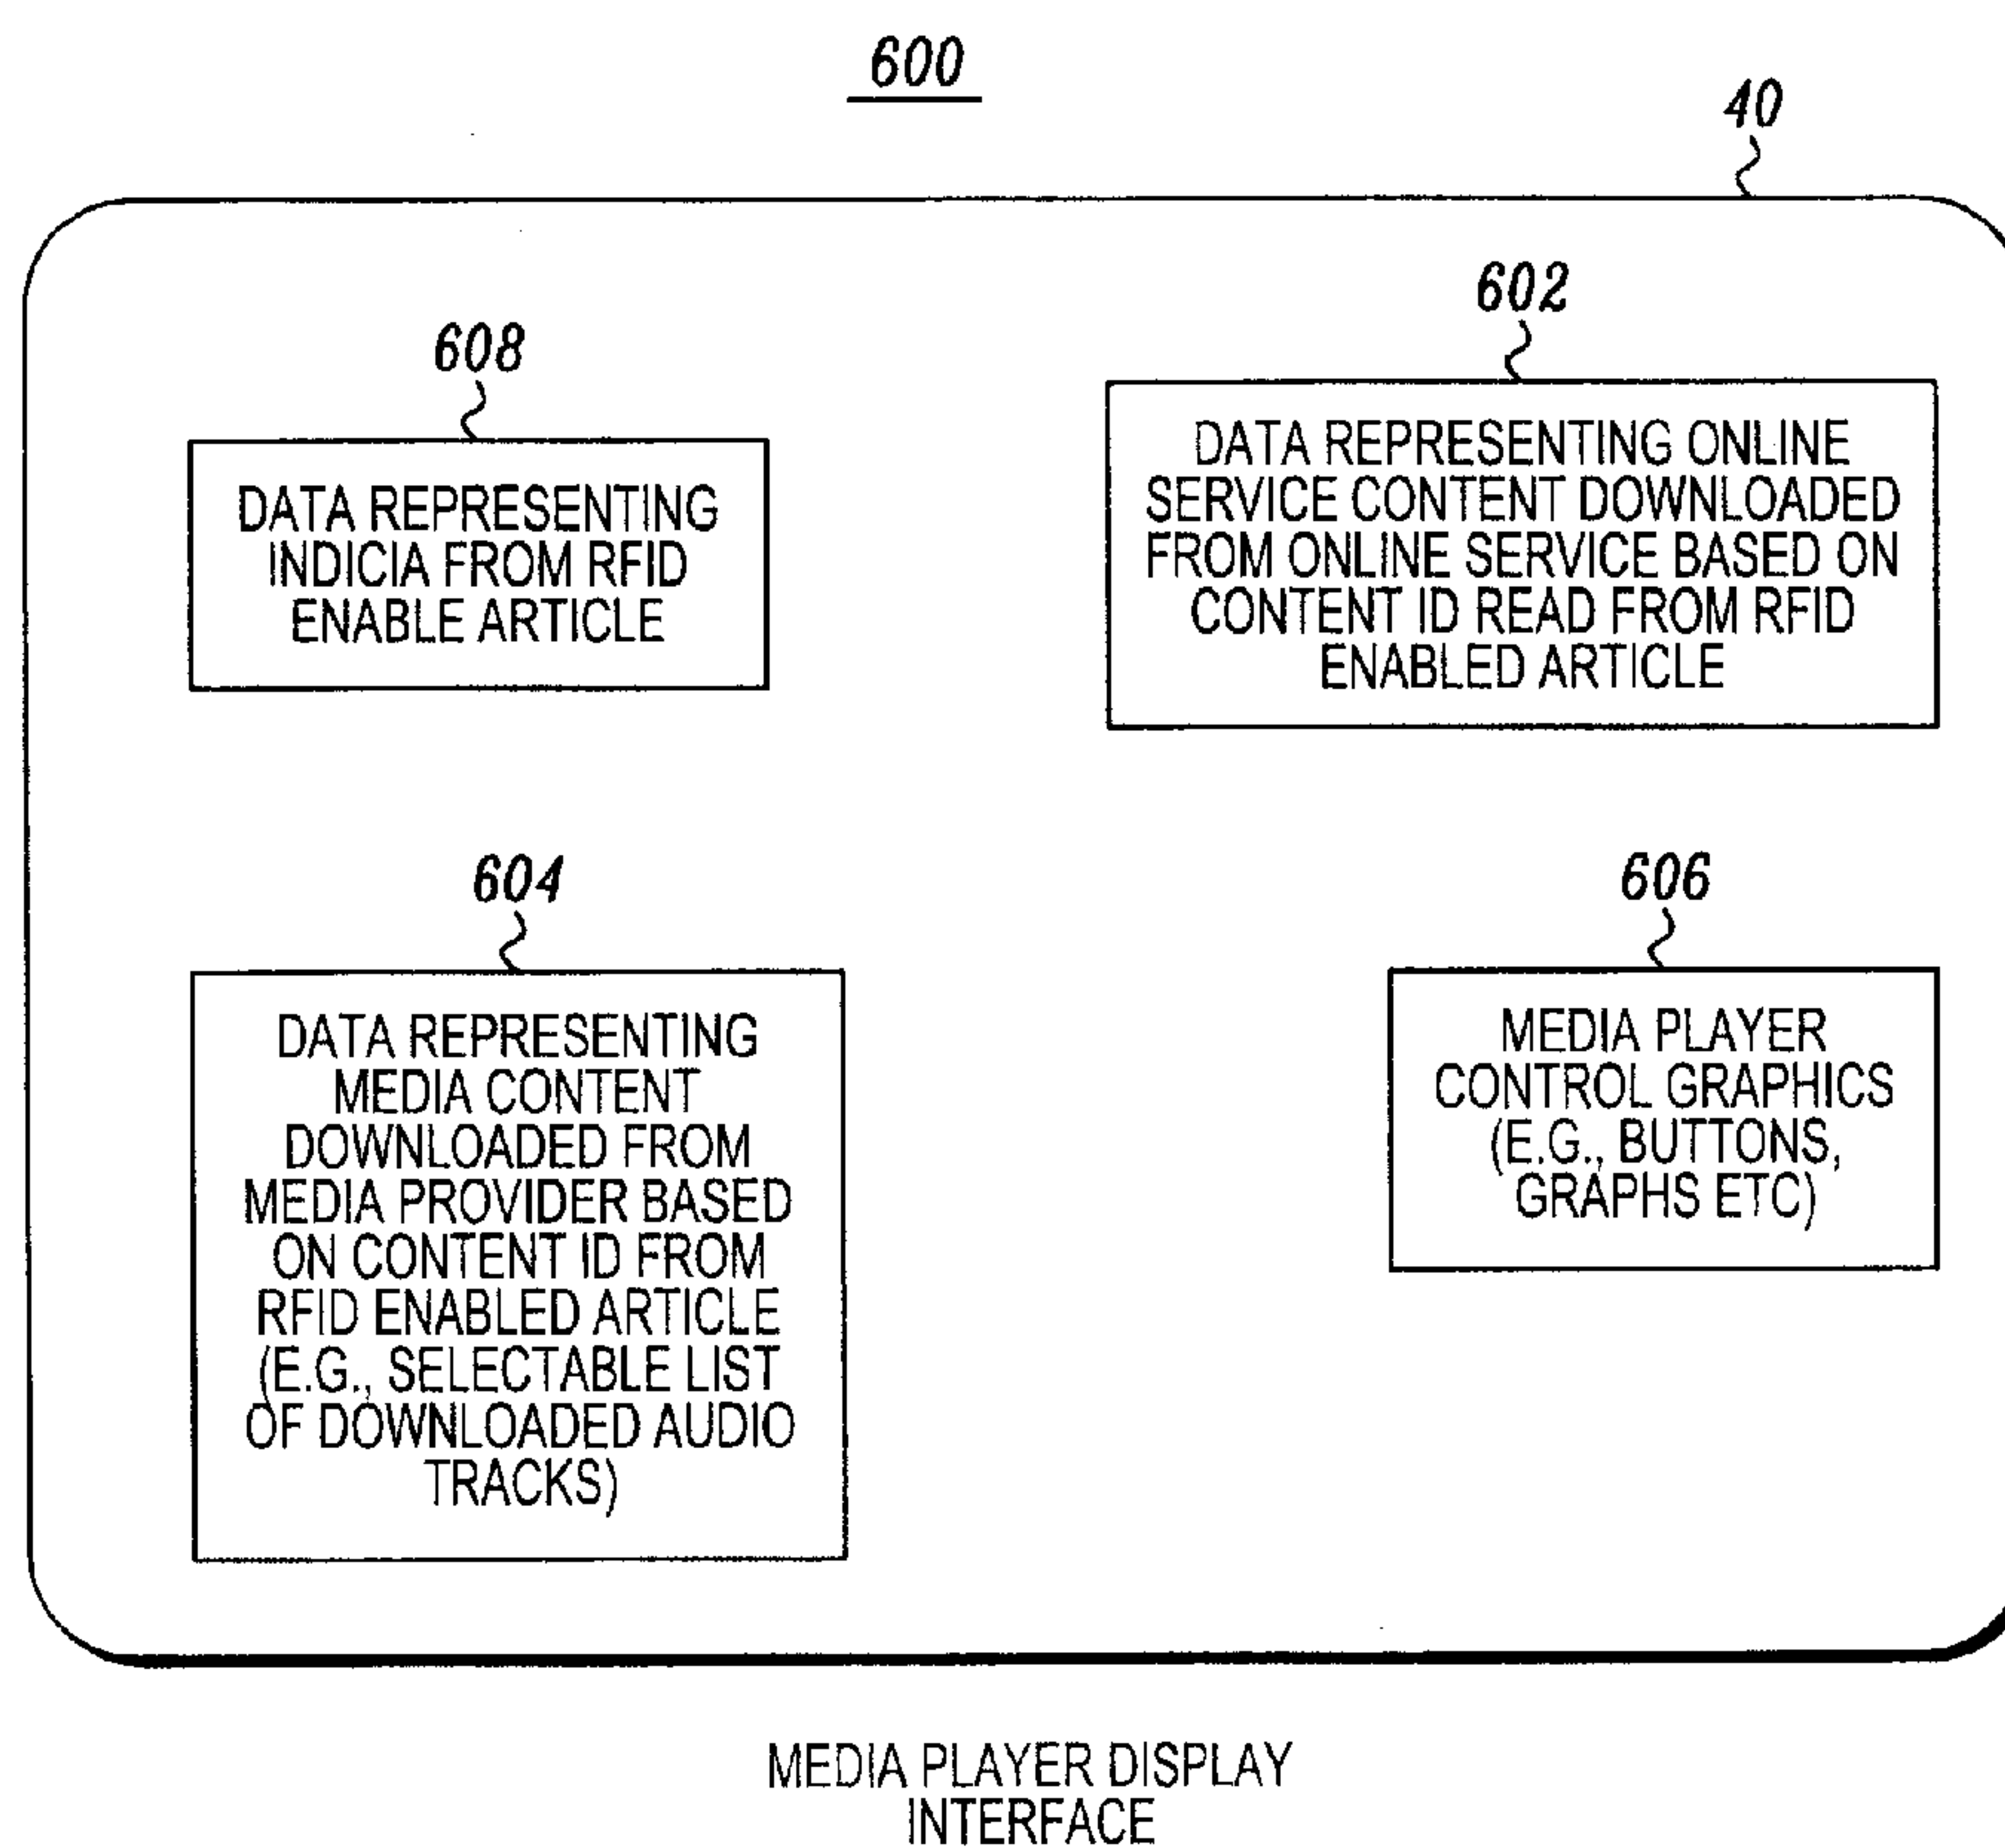 600
40
608
DATA REPRESENTING
INDICIA FROM RFID
ENABLE ARTICLE
602
DATA REPRESENTING ONLINE
SERVICE CONTENT DOWNLOADED
FROM ONLINE SERVICE BASED ON
CONTENT ID READ FROM RFID
ENABLED ARTICLE
604
DATA REPRESENTING
MEDIA CONTENT
DOWNLOADED FROM
MEDIA PROVIDER BASED
ON CONTENT ID FROM
RFID ENABLED ARTICLE
(E.G., SELECTABLE LIST
OF DOWNLOADED AUDIO
TRACKS)
606
MEDIA PLAYER
CONTROL GRAPHICS
(E.G., BUTTONS,
GRAPHS ETC)
MEDIA PLAYER DISPLAY
INTERFACE